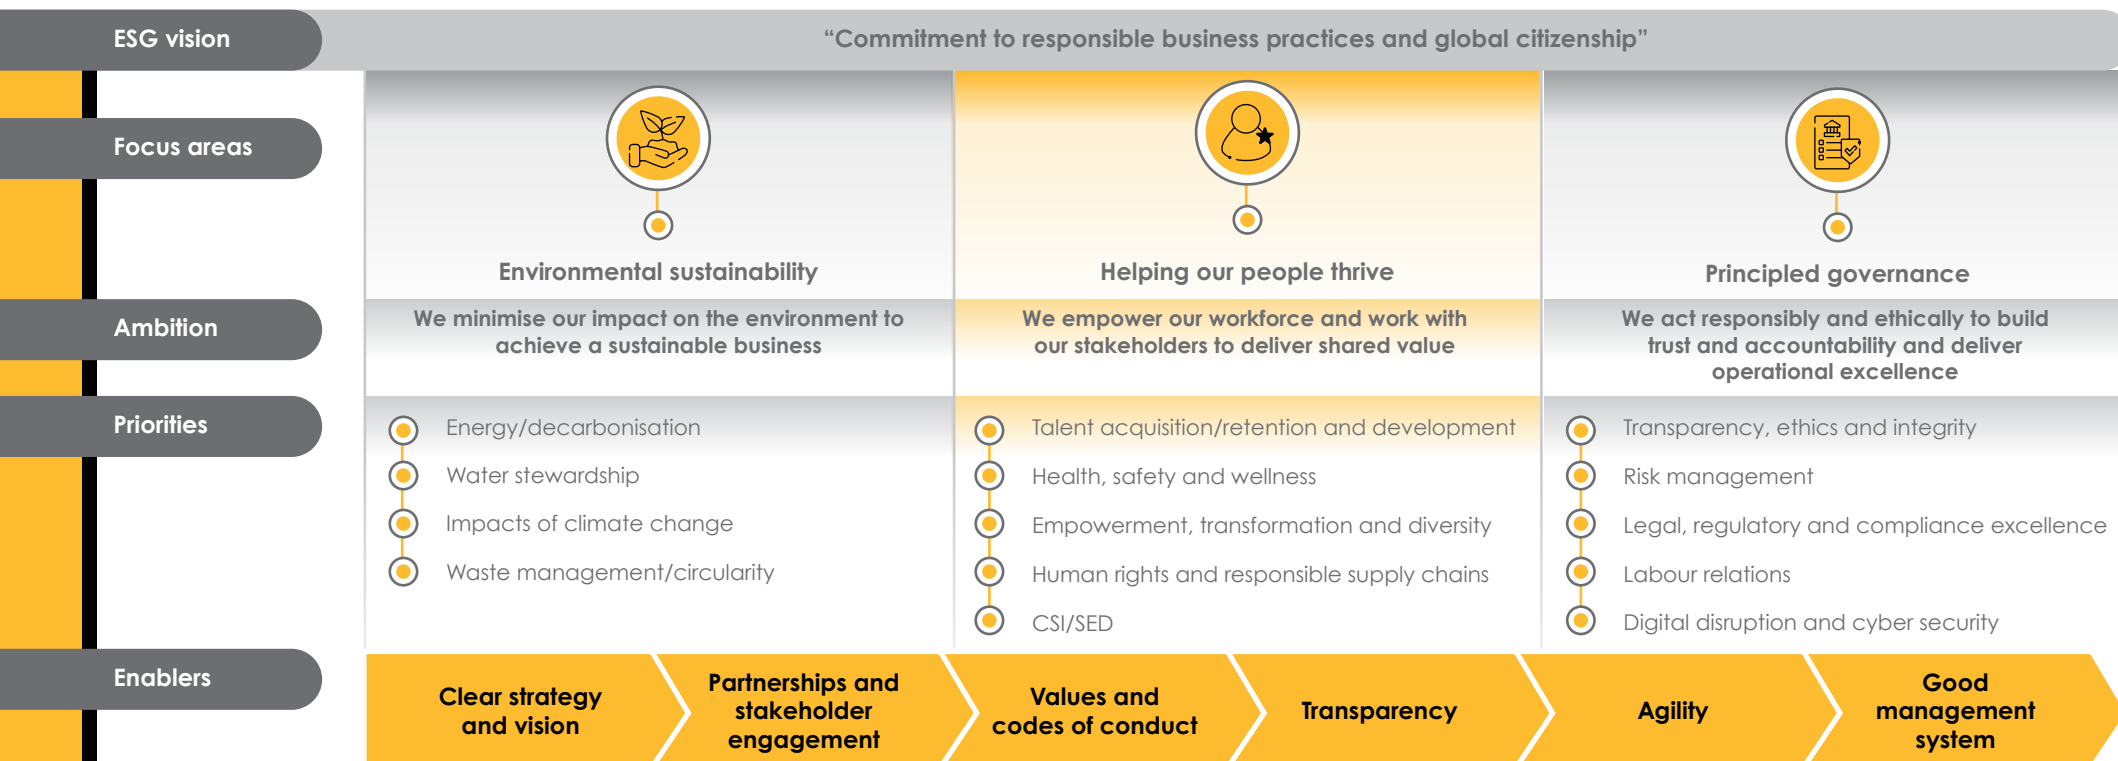 ESG vision
“Commitment to responsible business practices and global citizenship”
Focus areas
Environmental sustainability
Helping our people thrive
Principled governance
Ambition
We minimise our impact on the environment to
achieve a sustainable business
We empower our workforce and work with
our stakeholders to deliver shared value
We act responsibly and ethically to build
trust and accountability and deliver
operational excellence
Priorities
Energy/decarbonisation
Water stewardship
Impacts of climate change
Waste management/circularity
Talent acquisition/retention and development
Health, safety and wellness
Empowerment, transformation and diversity
Human rights and responsible supply chains
CSI/SED
Transparency, ethics and integrity
Risk management
Legal, regulatory and compliance excellence
Labour relations
Digital disruption and cyber security
Enablers
Clear strategy
and vision
Partnerships and
stakeholder
engagement
Values and
codes of conduct
Transparency
Agility
Good
management
system